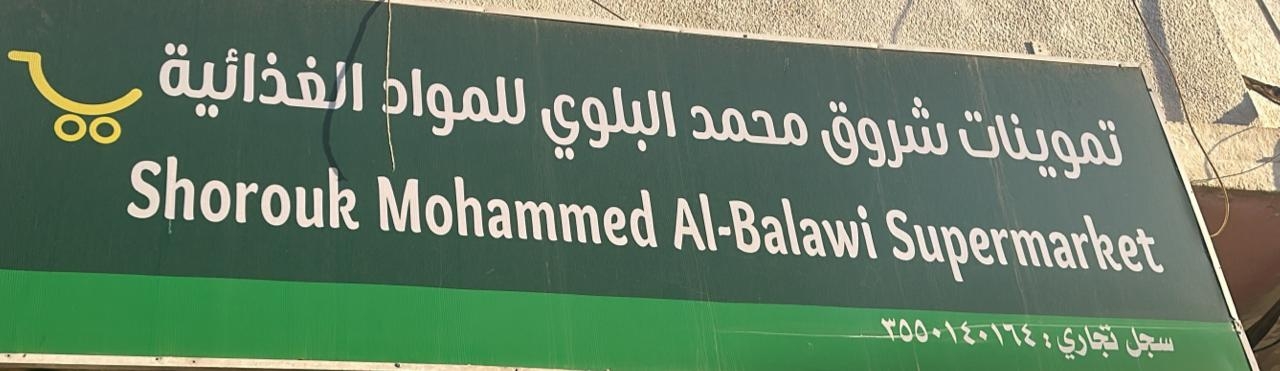 تموينات شروق محمد البلوي للمواد الغذائية
Shorouk Mohammed Al-Balawi Supermarket
سجل تجاري : ٣٥٥٠١٤٠١٦٤